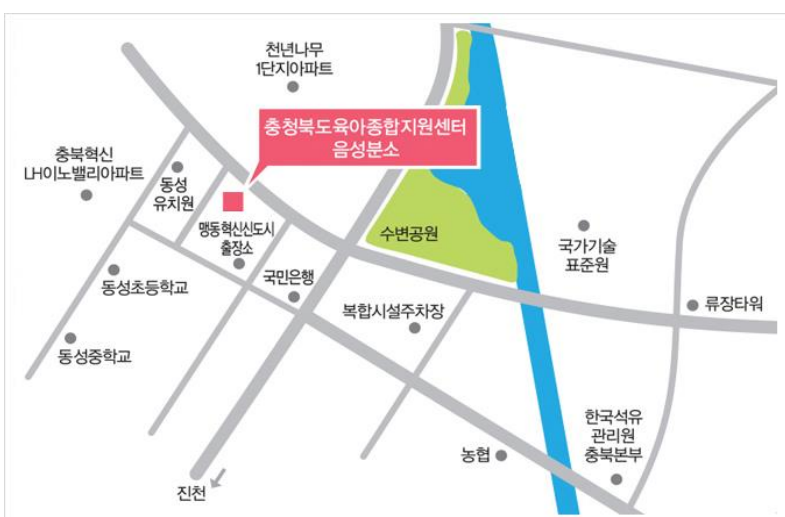 천년나무
1단지아파트
충청북도육아종합지원센터
음성분소
충북혁신
LH이노밸리아파트
동성
유치원
맹동혁신신도시
출장소
수변공원
국가기술
표준원
동성초등학교
국민은행
복합시설주차장
류장타워
동성중학교
한국석유
관리원
충북본부
농협
진천